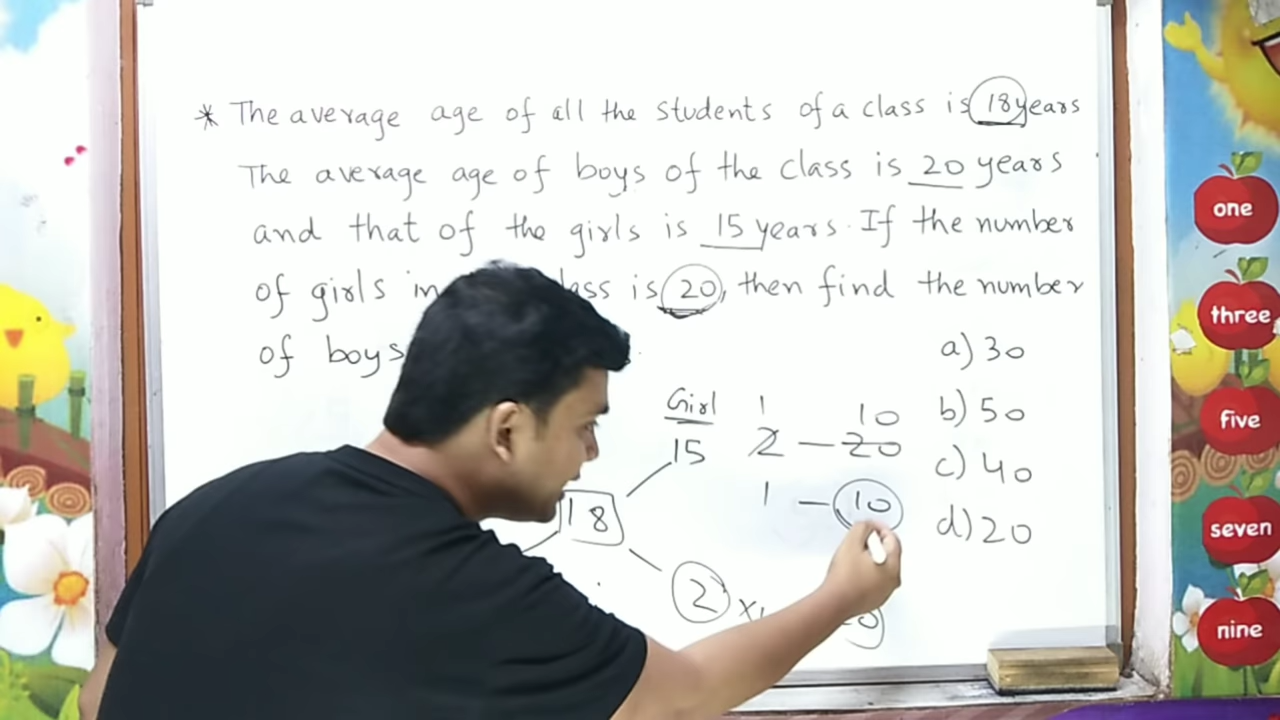 * The average age of all the students of a class is 18 years
The average age of boys of the class is 20 years
and that of the girls is 15 years. If the number
of girls in class is 20, then find the number
of boys
a) 30
b) 50
c) 40
d) 20
Girl
15
18
2 x
1 10
2 — 20
1 — 10
one
three
five
seven
nine